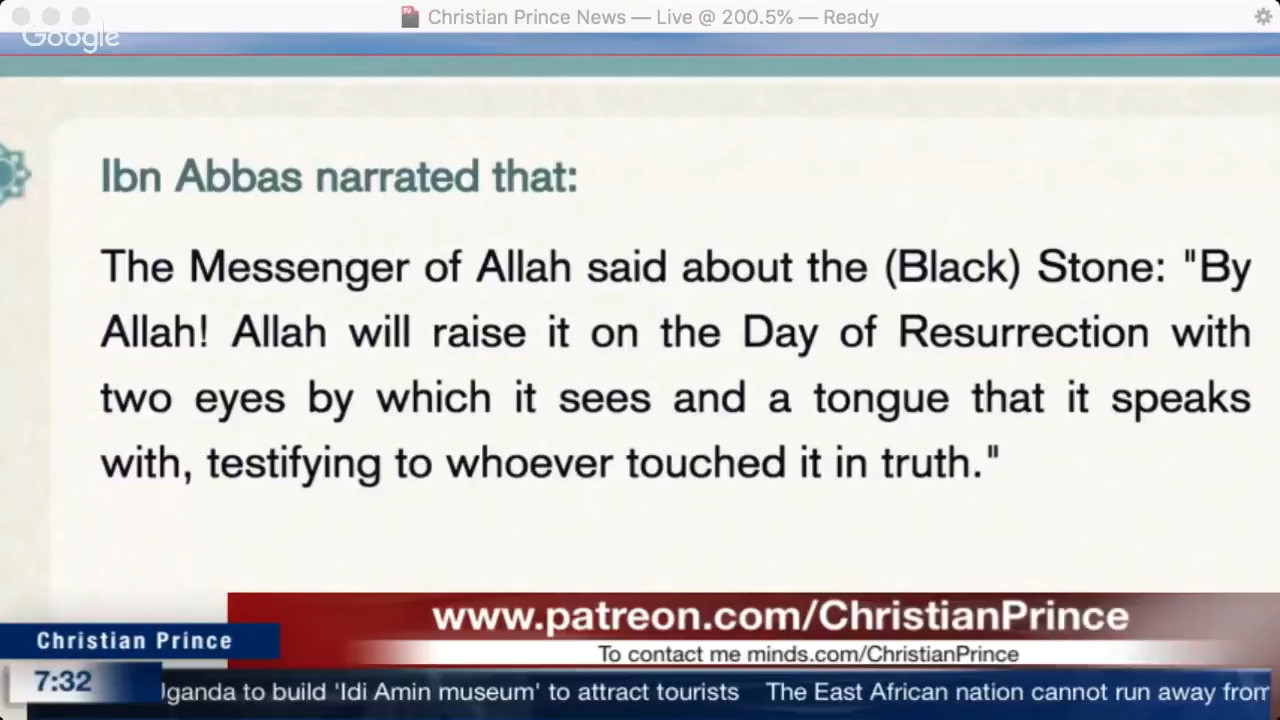 Christian Prince News — Live @ 200.5% — Ready
Google
Ibn Abbas narrated that:
The Messenger of Allah said about the (Black) Stone: "By
Allah! Allah will raise it on the Day of Resurrection with
two eyes by which it sees and a tongue that it speaks
with, testifying to whoever touched it in truth."
www.patreon.com/ChristianPrince
Christian Prince
To contact me minds.com/ChristianPrince
7:32
Uganda to build 'Idi Amin museum' to attract tourists The East African nation cannot run away from